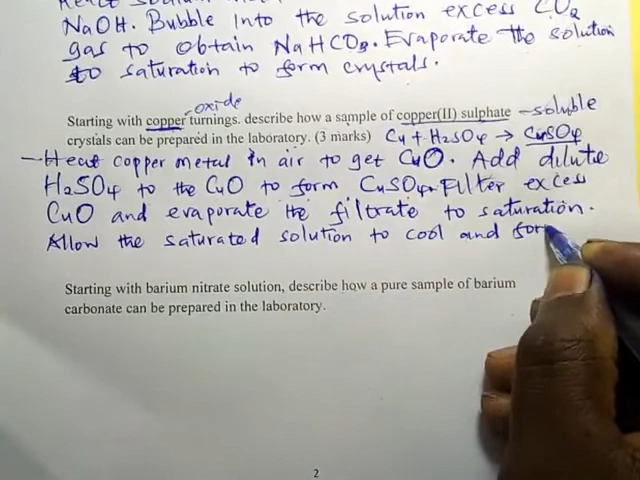 React
NaOH. Bubble into the solution excess CO2
gas to obtain NaHCO3. Evaporate the solution
to saturation to form crystals.
oxide
Starting with copper turnings. describe how a sample of copper(II) sulphate - soluble
crystals can be prepared in the laboratory. (3 marks) Cu + H2SO4 → CuSO4
- Heat copper metal in air to get CuO. Add dilute
H2SO4 to the CuO to form CuSO4. Filter excess
CuO and evaporate the filtrate to saturation.
Allow the saturated solution to cool and for
Starting with barium nitrate solution, describe how a pure sample of barium
carbonate can be prepared in the laboratory.
2